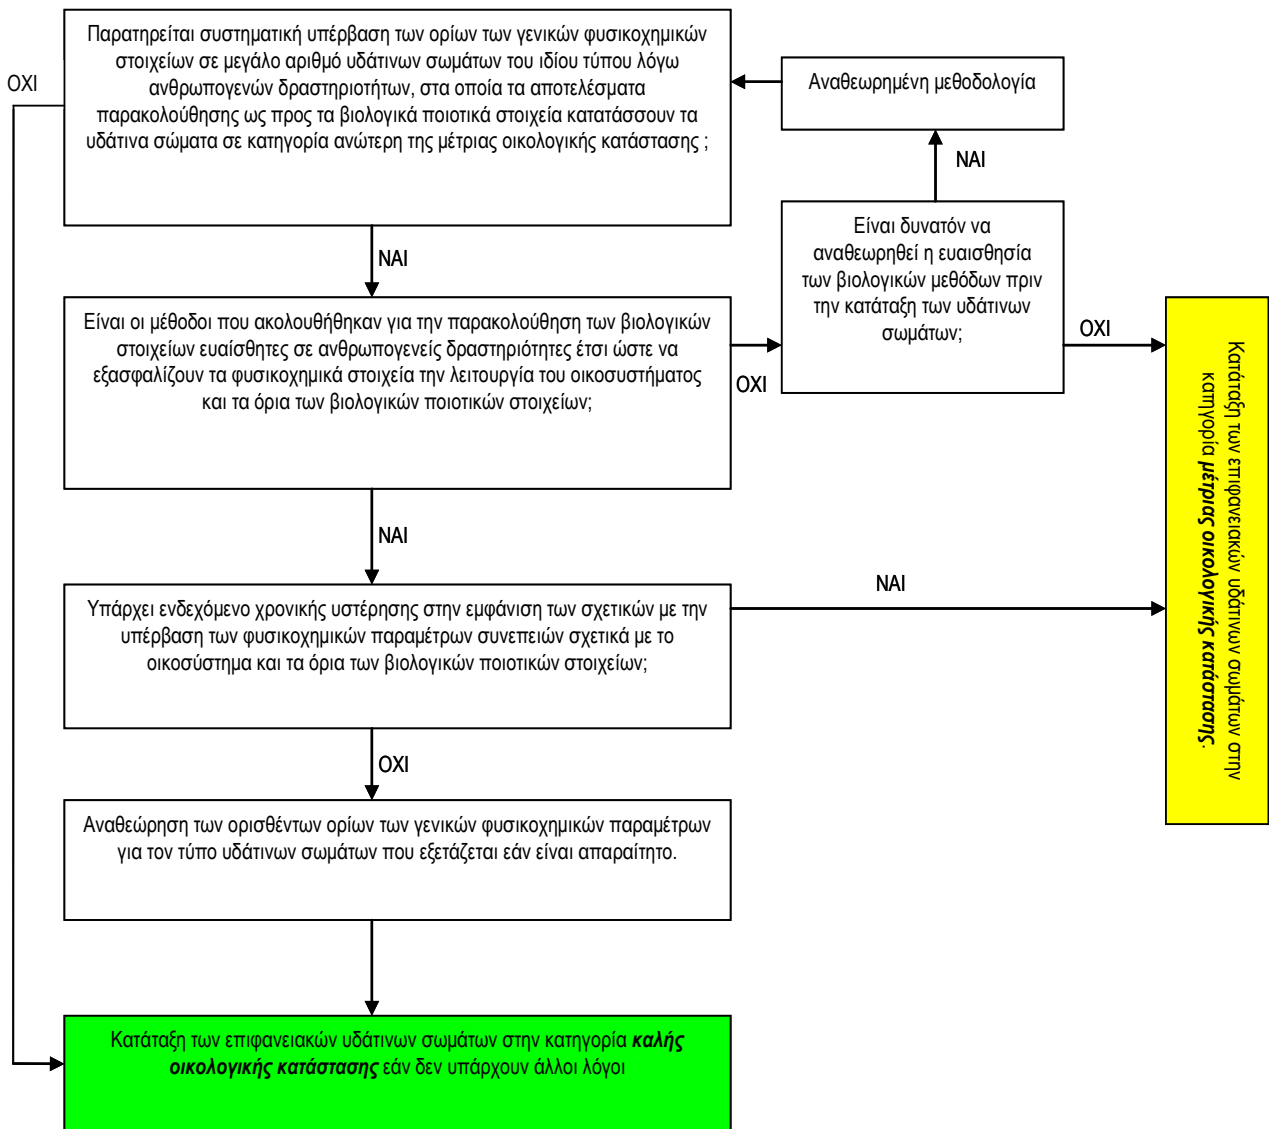 Παρατηρείται συστηματική υπέρβαση των ορίων των γενικών φυσικοχημικών
στοιχείων σε μεγάλο αριθμό υδάτινων σωμάτων του ιδίου τύπου λόγω
ανθρωπογενών δραστηριοτήτων, στα οποία τα αποτελέσματα
παρακολούθησης ως προς τα βιολογικά ποιοτικά στοιχεία κατατάσσουν τα
υδάτινα σώματα σε κατηγορία ανώτερη της μέτριας οικολογικής κατάστασης ;
ΟΧΙ
Αναθεωρημένη μεθοδολογία
ΝΑΙ
Είναι δυνατόν να
αναθεωρηθεί η ευαισθησία
των βιολογικών μεθόδων πριν
την κατάταξη των υδάτινων
σωμάτων;
ΝΑΙ
Είναι οι μέθοδοι που ακολουθήθηκαν για την παρακολούθηση των βιολογικών
στοιχείων ευαίσθητες σε ανθρωπογενείς δραστηριότητες έτσι ώστε να
εξασφαλίζουν τα φυσικοχημικά στοιχεία την λειτουργία του οικοσυστήματος
και τα όρια των βιολογικών ποιοτικών στοιχείων;
ΟΧΙ
ΟΧΙ
Κατάταξη των επιφανειακών υδάτινων σωμάτων στην
κατηγορία μέτριας οικολογικής κατάστασης.
ΝΑΙ
Υπάρχει ενδεχόμενο χρονικής υστέρησης στην εμφάνιση των σχετικών με την
υπέρβαση των φυσικοχημικών παραμέτρων συνεπειών σχετικά με το
οικοσύστημα και τα όρια των βιολογικών ποιοτικών στοιχείων;
ΝΑΙ
ΟΧΙ
Αναθεώρηση των ορισθέντων ορίων των γενικών φυσικοχημικών παραμέτρων
για τον τύπο υδάτινων σωμάτων που εξετάζεται εάν είναι απαραίτητο.
Κατάταξη των επιφανειακών υδάτινων σωμάτων στην κατηγορία καλής
οικολογικής κατάστασης εάν δεν υπάρχουν άλλοι λόγοι